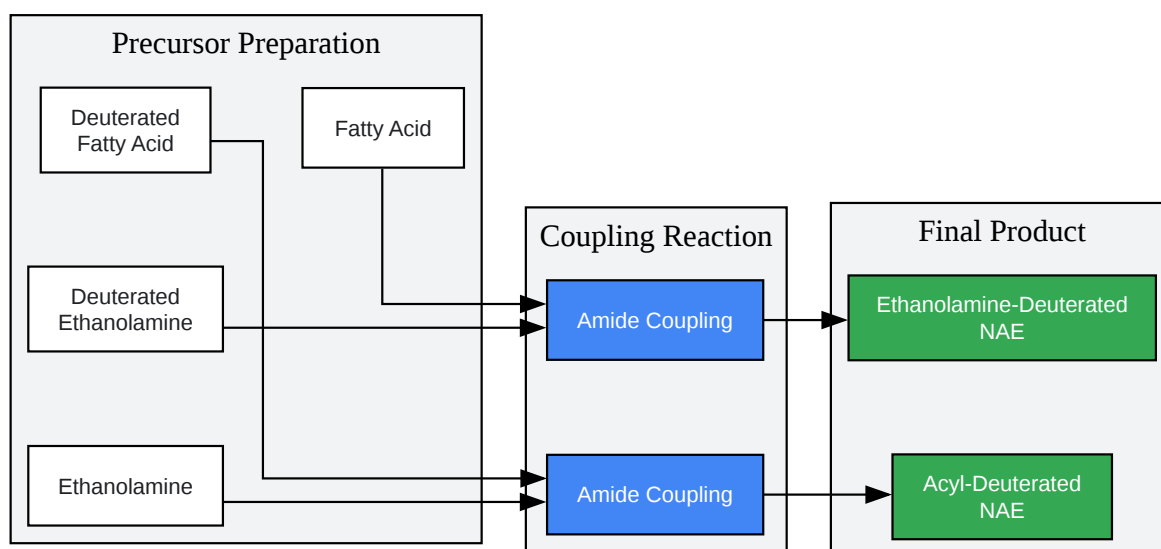 Precursor Preparation
Deuterated
Fatty Acid
Fatty Acid
Deuterated
Ethanolamine
Ethanolamine
Coupling Reaction
Amide Coupling
Amide Coupling
Final Product
Ethanolamine-Deuterated
NAE
Acyl-Deuterated
NAE